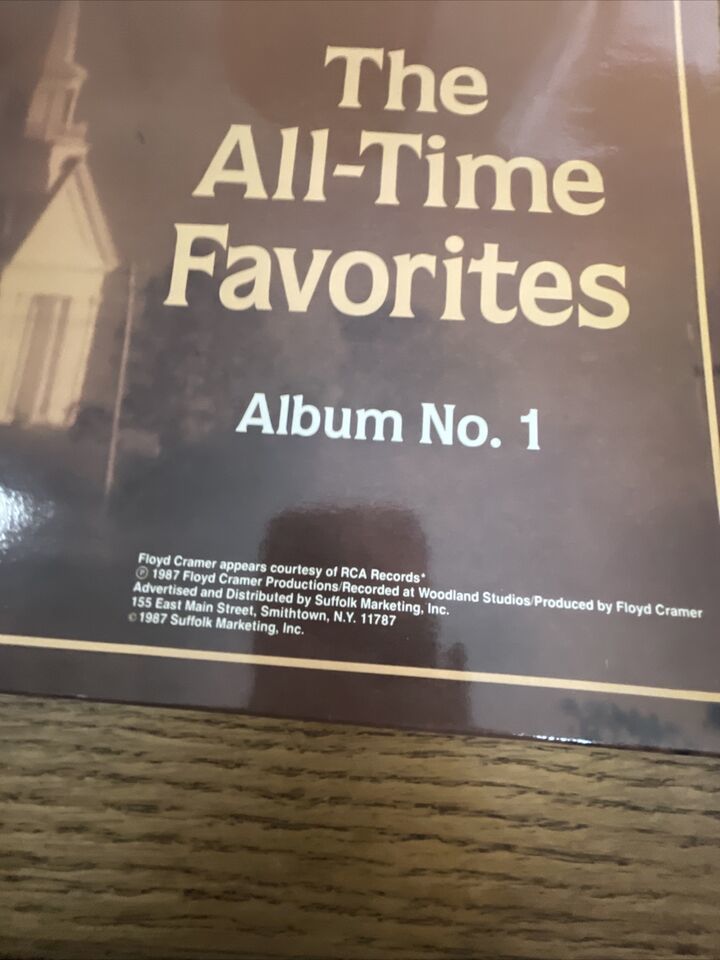 The
All-Time
Favorites
Album No. 1
Floyd Cramer appears courtesy of RCA Records*
℗ 1987 Floyd Cramer Productions/Recorded at Woodland Studios/Produced by Floyd Cramer
Advertised and Distributed by Suffolk Marketing, Inc.
155 East Main Street, Smithtown, N.Y. 11787
© 1987 Suffolk Marketing, Inc.